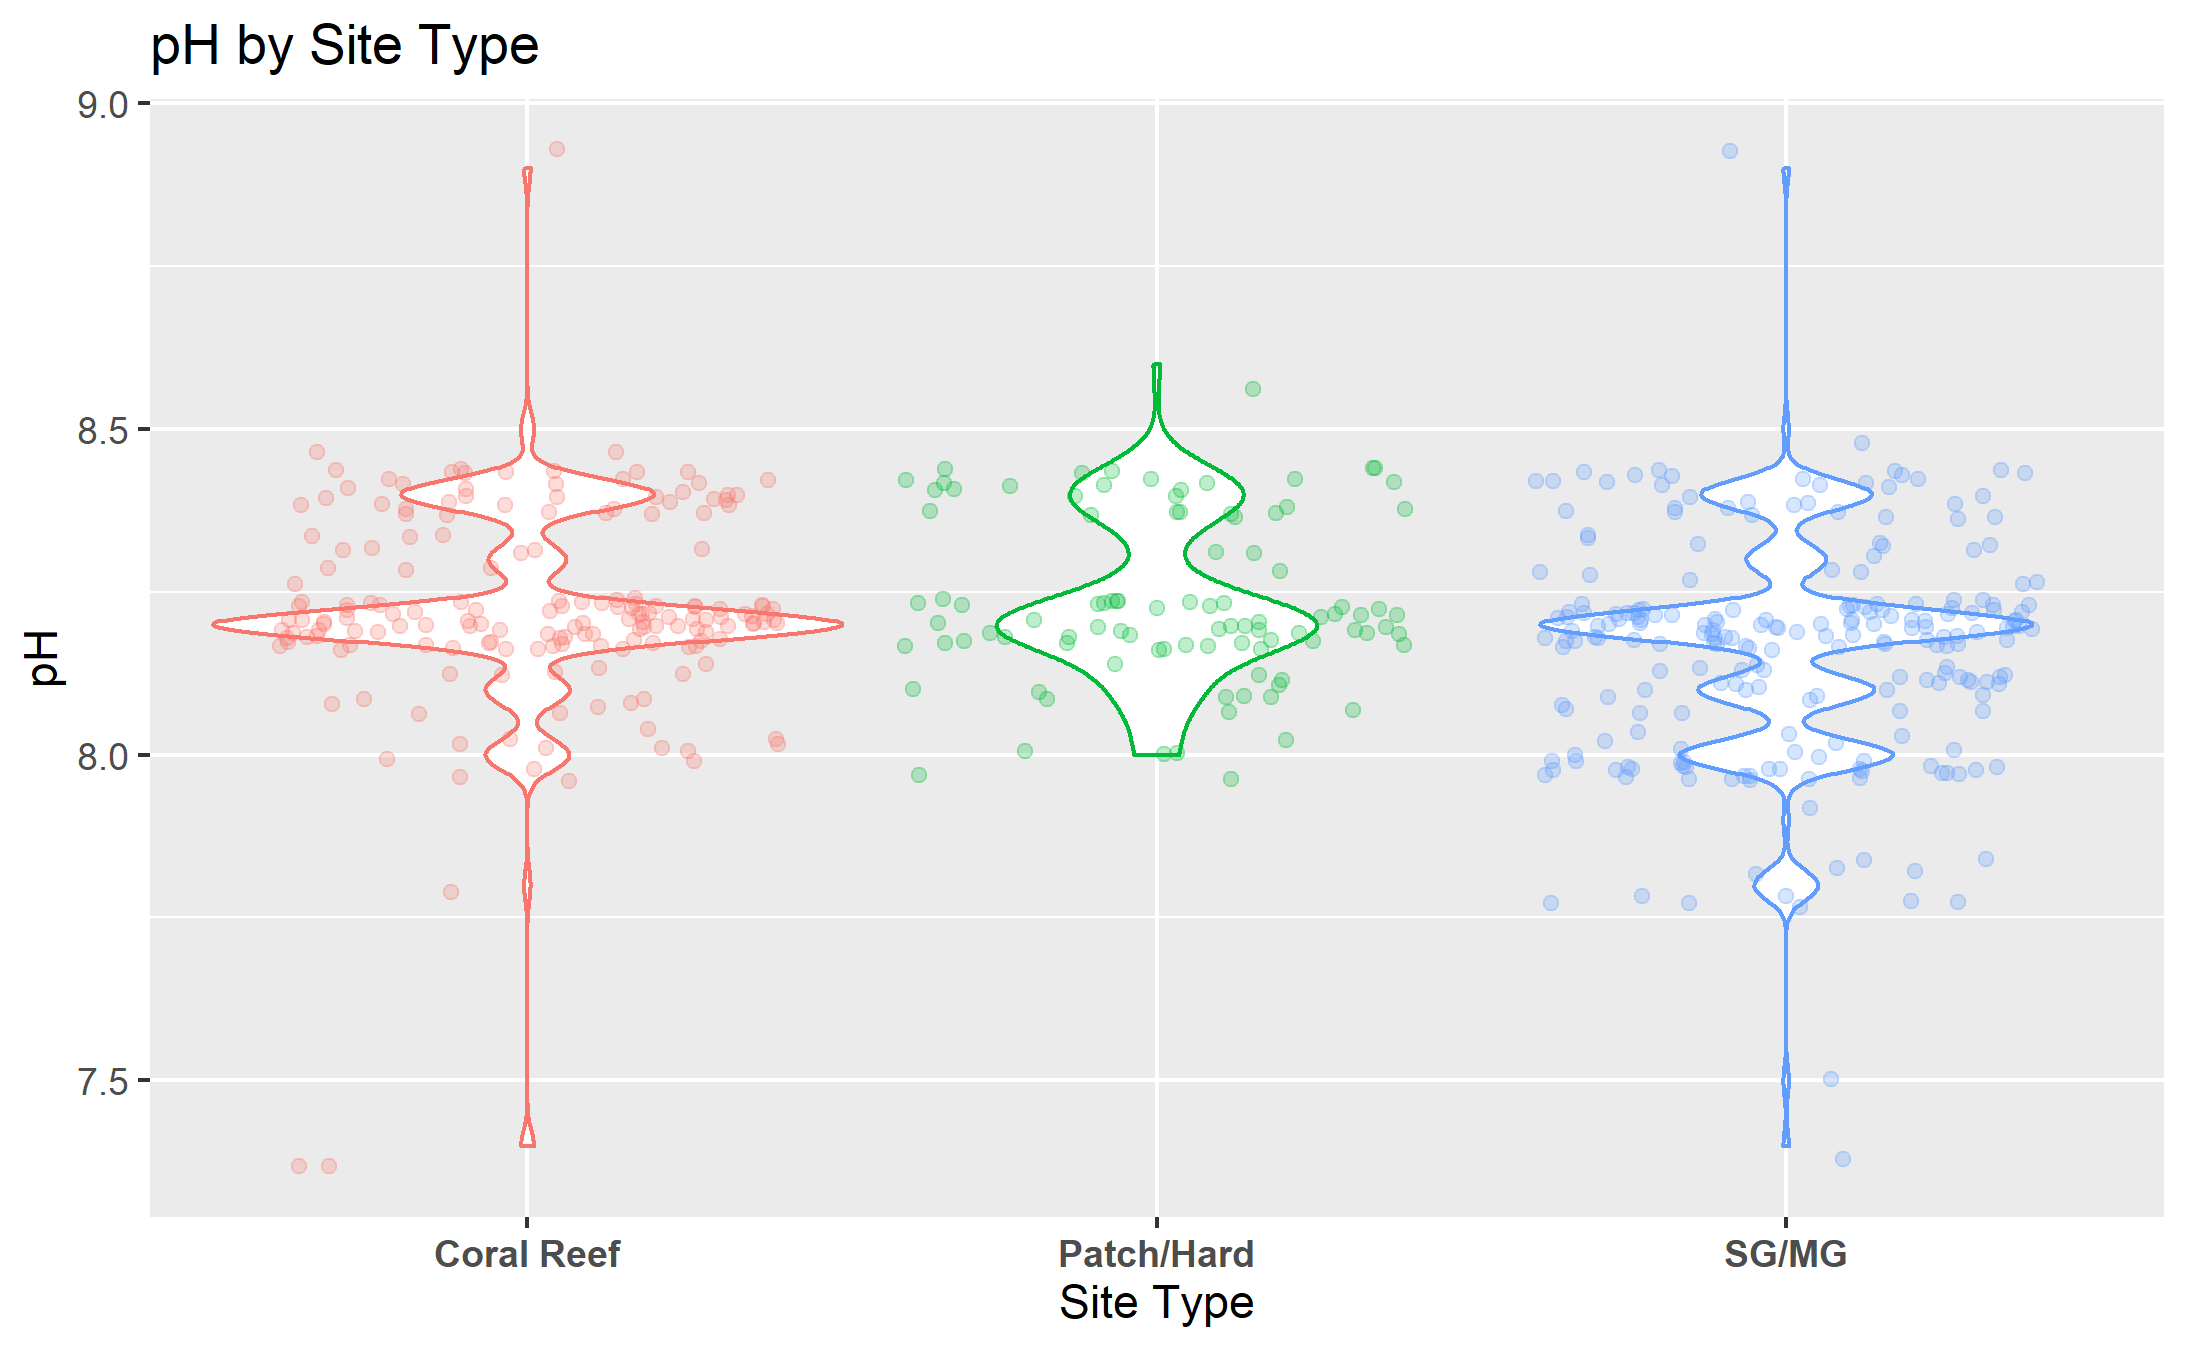 pH by Site Type
9.0
8.5
8.0
7.5
pH
Coral Reef
Patch/Hard
SG/MG
Site Type